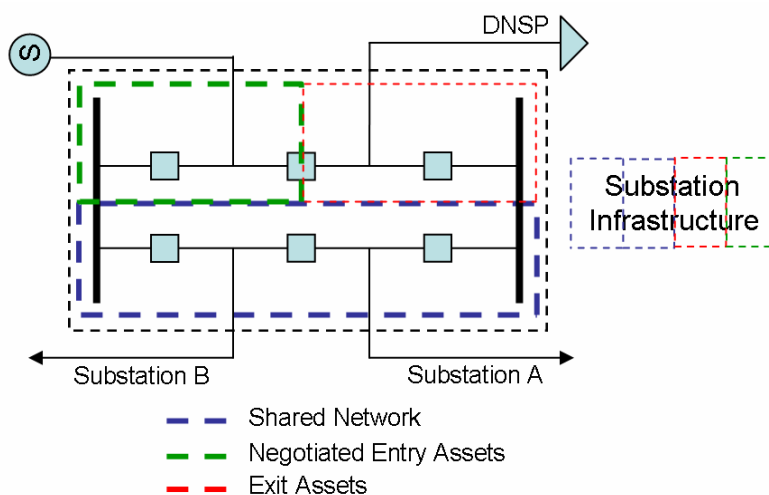 DNSP
S
Substation
Infrastructure
Substation B
Substation A
Shared Network
Negotiated Entry Assets
Exit Assets